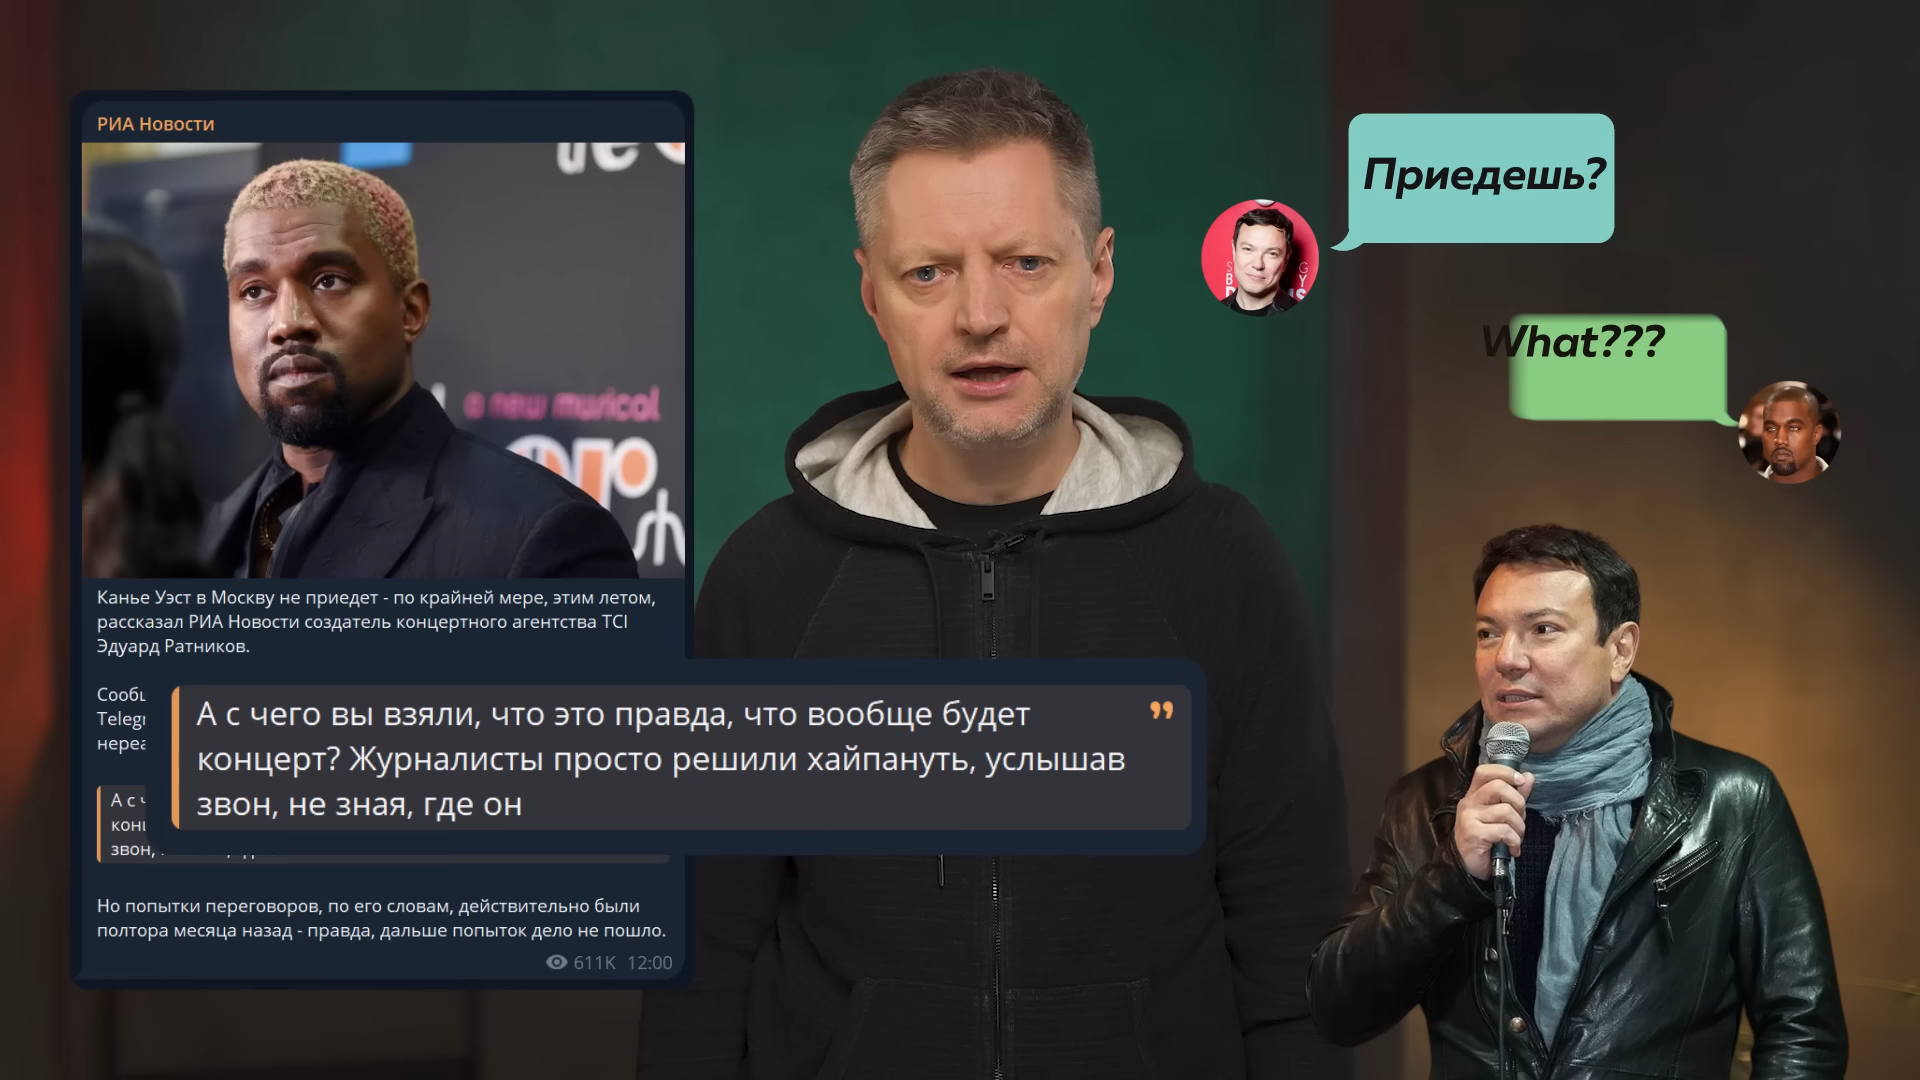 РИА Новости
a new musical
Канье Уэст в Москву не приедет - по крайней мере, этим летом,
рассказал РИА Новости создатель концертного агентства TCI
Эдуард Ратников.
А с чего вы взяли, что это правда, что вообще будет
концерт? Журналисты просто решили хайпануть, услышав
звон, не зная, где он
Но попытки переговоров, по его словам, действительно были
полтора месяца назад - правда, дальше попыток дело не пошло.
611K 12:00
Приедешь?
What???